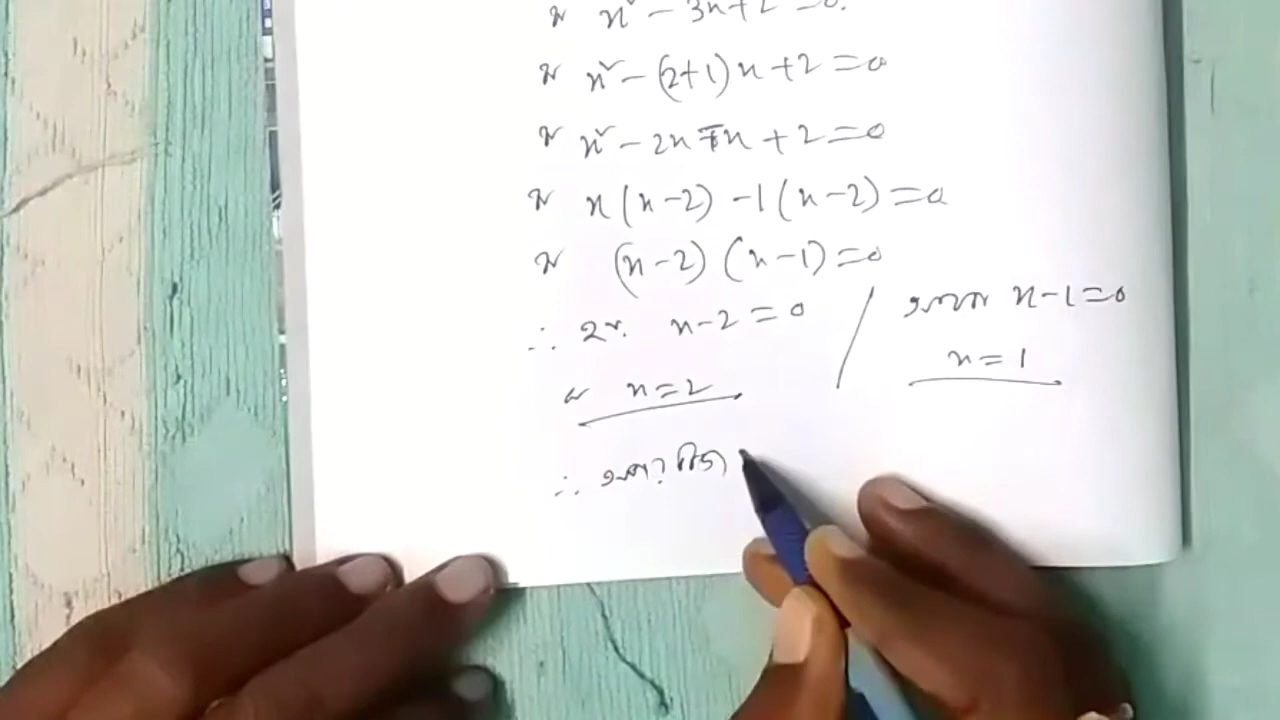 বা x² - 3x + 2 = 0.
বা x² - (2+1)x + 2 = 0
বা x² - 2x - x + 2 = 0
বা x(x-2) -1(x-2) = 0
বা (x-2) (x-1) = 0
∴ হয় x-2 = 0 / অথবা x-1 = 0
বা x = 2
x = 1
∴